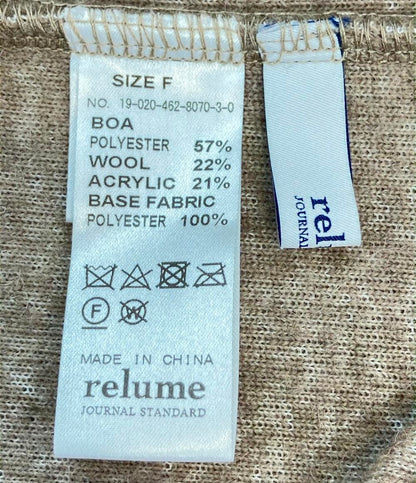 SIZE F
NO. 19-020-462-8070-3-0
BOA
POLYESTER 57%
WOOL 22%
ACRYLIC 21%
BASE FABRIC
POLYESTER 100%
F W
MADE IN CHINA
relume
JOURNAL STANDARD
rel
JOURNAL